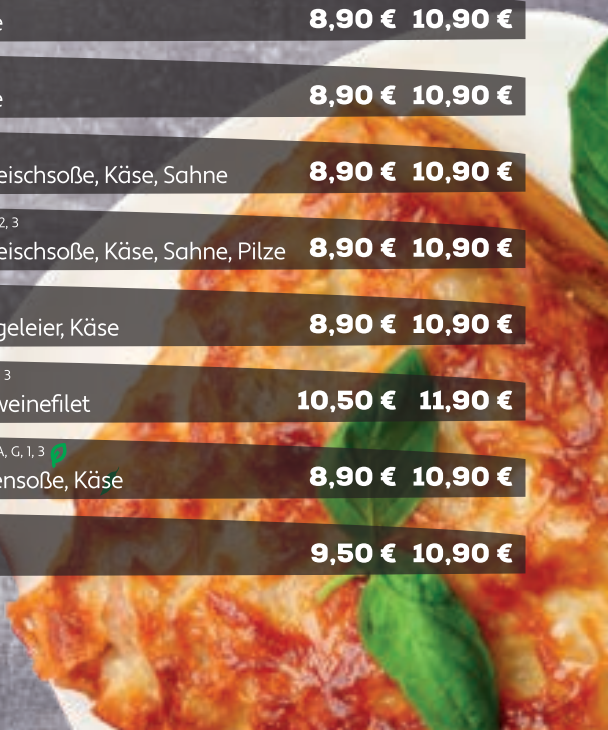 e 8,90 € 10,90 €
e 8,90 € 10,90 €
eischsoße, Käse, Sahne 8,90 € 10,90 €
2, 3
eischsoße, Käse, Sahne, Pilze 8,90 € 10,90 €
geleier, Käse 8,90 € 10,90 €
3
weinefilet 10,50 € 11,90 €
A, G, 1, 3
ensoße, Käse 8,90 € 10,90 €
9,50 € 10,90 €